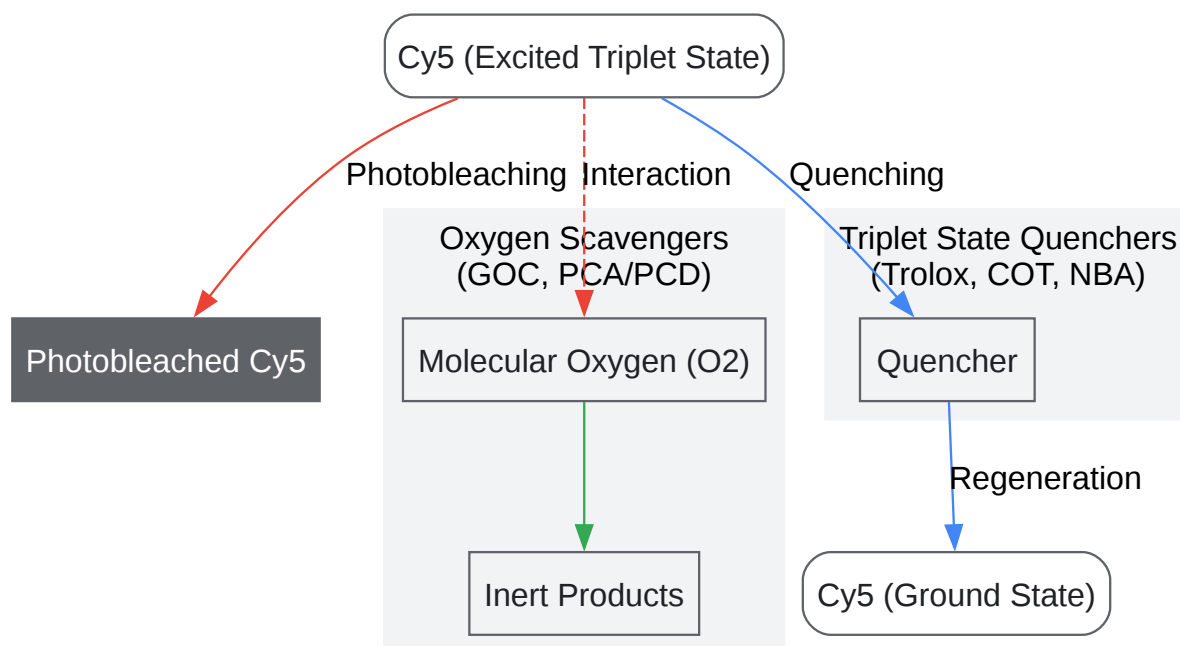 Cy5 (Excited Triplet State)
Photobleaching
Interaction
Quenching
Oxygen Scavengers
(GOC, PCA/PCD)
Triplet State Quenchers
(Trolox, COT, NBA)
Photobleached Cy5
Molecular Oxygen (O2)
Quencher
Regeneration
Inert Products
Cy5 (Ground State)